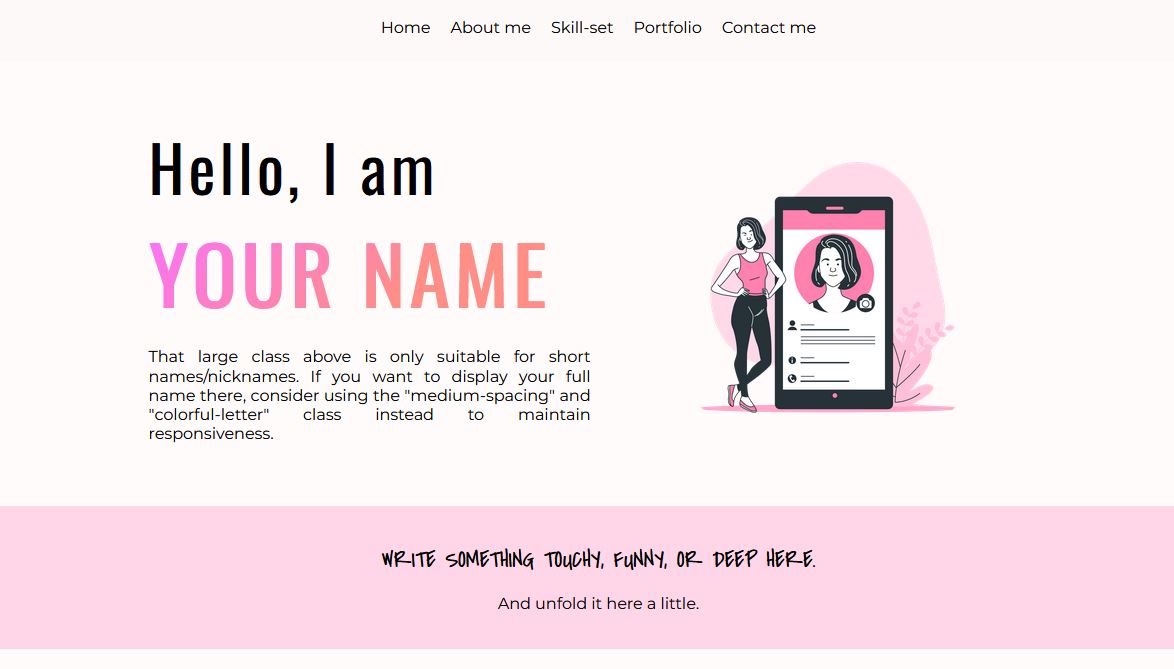 Home About me Skill-set Portfolio Contact me
Hello, I am
YOUR NAME
That large class above is only suitable for short
names/nicknames. If you want to display your full
name there, consider using the "medium-spacing" and
"colorful-letter" class instead to maintain
responsiveness.
WRITE SOMETHING TOUCHY, FUNNY, OR DEEP HERE.
And unfold it here a little.